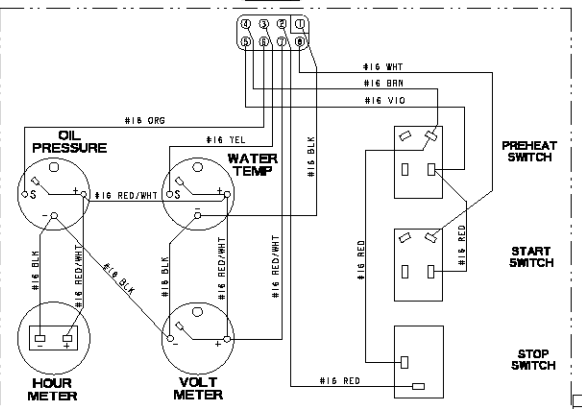 4 3 2 1
5 6 7 8
#16 WHT
#16 BRN
#16 VIO
#16 ORG
#16 YEL
OIL
PRESSURE
WATER
TEMP
#16 BLK
PREHEAT
SWITCH
S + -
#16 RED/WHT
S + -
#16 BLK
#16 RED/WHT
#16 BLK
#16 BLK
#16 RED/WHT
#16 RED/WHT
#16 RED
#16 RED
START
SWITCH
- +
- +
HOUR
METER
VOLT
METER
#16 RED
STOP
SWITCH